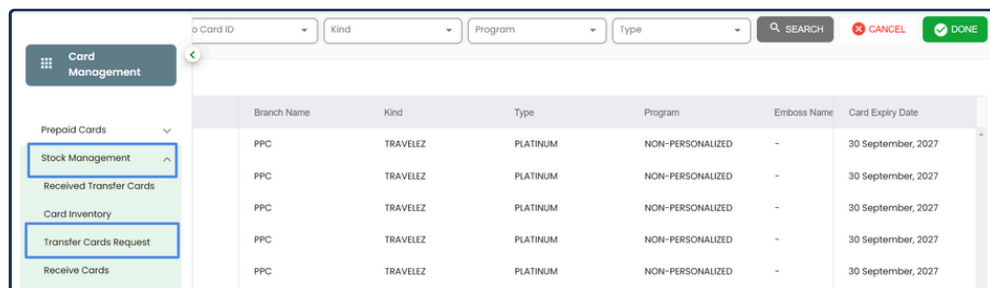 o Card ID Kind Program Type SEARCH CANCEL DONE
Card
Management
Branch Name Kind Type Program Emboss Name Card Expiry Date
Prepaid Cards
PPC TRAVELEZ PLATINUM NON-PERSONALIZED - 30 September, 2027
Stock Management
PPC TRAVELEZ PLATINUM NON-PERSONALIZED - 30 September, 2027
Received Transfer Cards
Card Inventory
PPC TRAVELEZ PLATINUM NON-PERSONALIZED - 30 September, 2027
Transfer Cards Request
PPC TRAVELEZ PLATINUM NON-PERSONALIZED - 30 September, 2027
Receive Cards
PPC TRAVELEZ PLATINUM NON-PERSONALIZED - 30 September, 2027